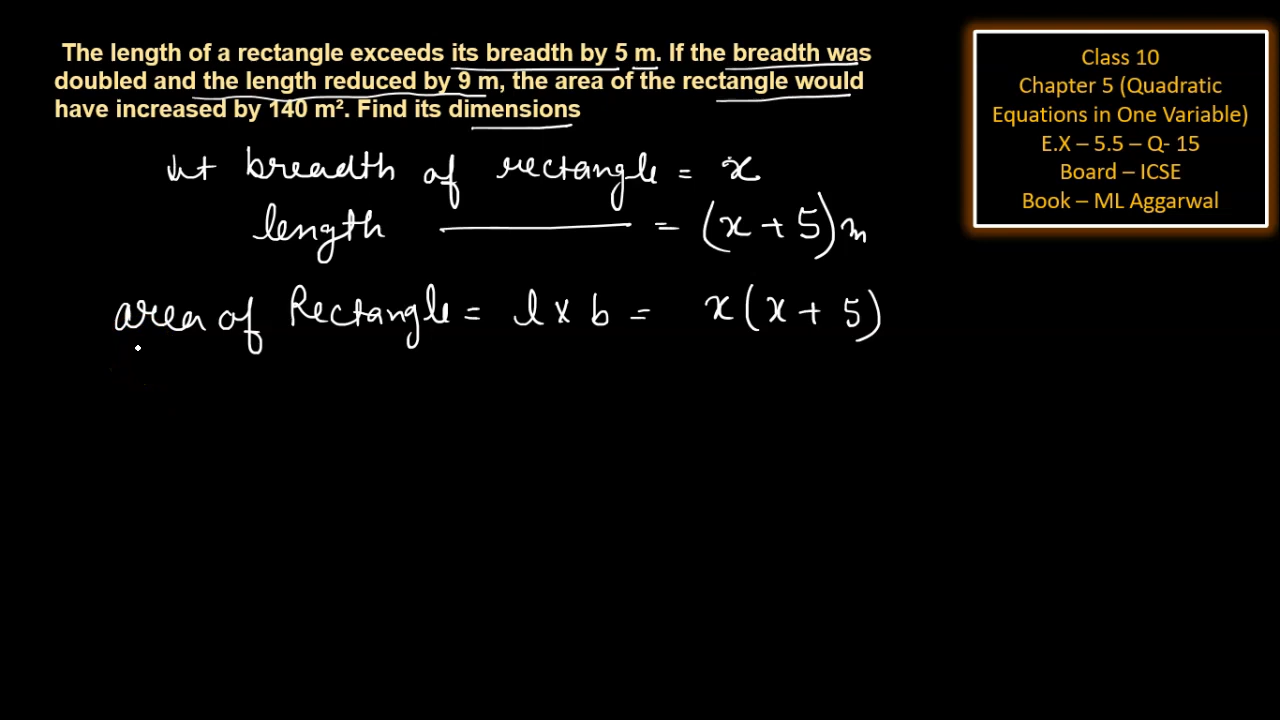 The length of a rectangle exceeds its breadth by 5 m. If the breadth was
doubled and the length reduced by 9 m, the area of the rectangle would
have increased by 140 m². Find its dimensions
Class 10
Chapter 5 (Quadratic
Equations in One Variable)
E.X – 5.5 – Q- 15
Board – ICSE
Book – ML Aggarwal
let breadth of rectangle = x
length ——— = (x + 5) m
area of Rectangle = l x b = x(x + 5)